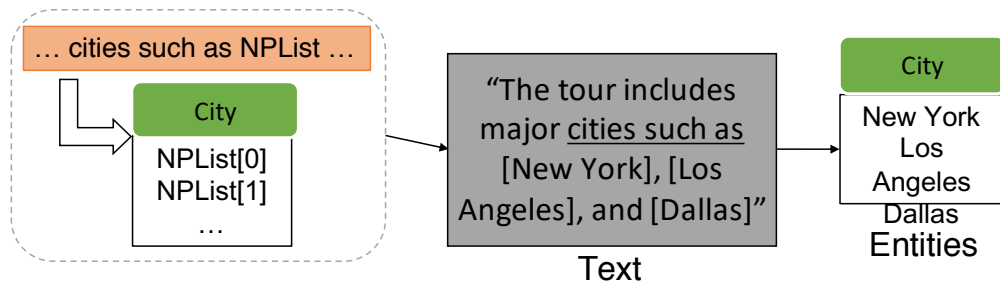 … cities such as NPList …
City
NPList[0]
NPList[1]
…
“The tour includes
major cities such as
[New York], [Los
Angeles], and [Dallas]”
Text
City
New York
Los
Angeles
Dallas
Entities